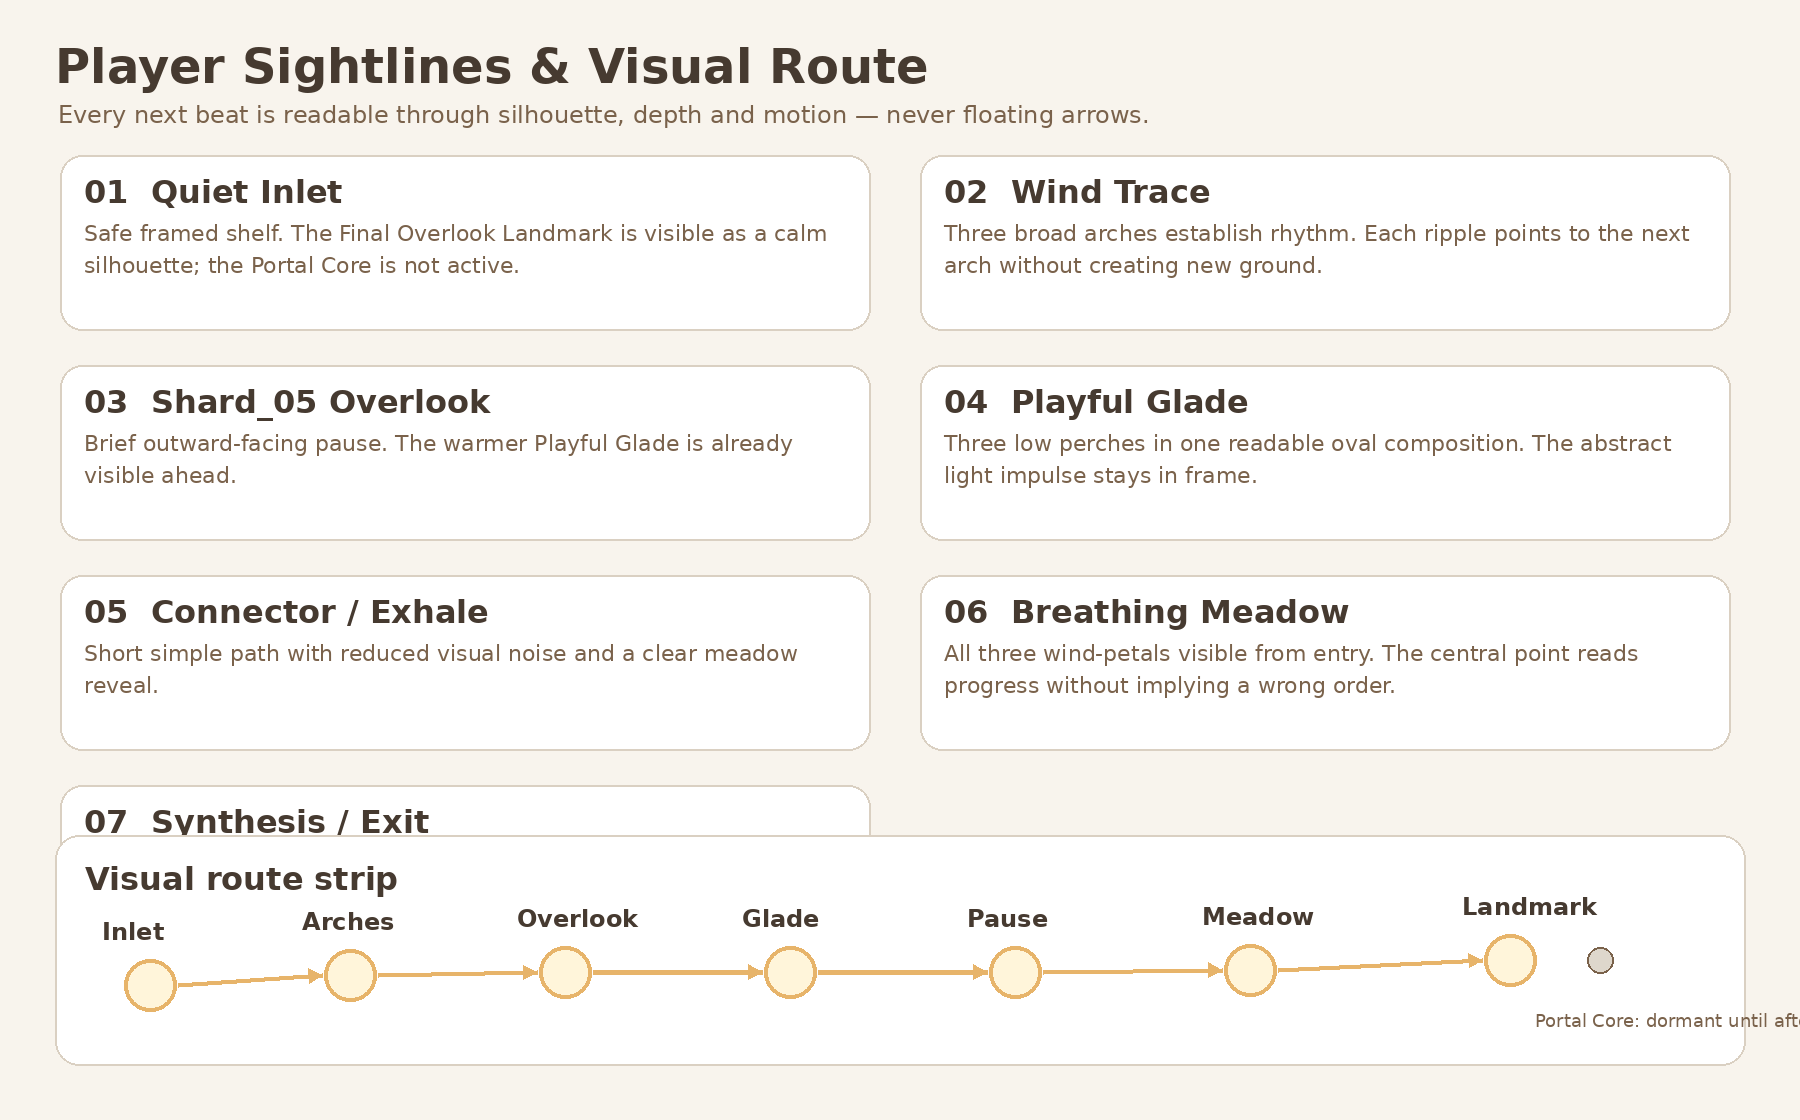 Player Sightlines & Visual Route
Every next beat is readable through silhouette, depth and motion — never floating arrows.
01 Quiet Inlet
Safe framed shelf. The Final Overlook Landmark is visible as a calm
silhouette; the Portal Core is not active.
02 Wind Trace
Three broad arches establish rhythm. Each ripple points to the next
arch without creating new ground.
03 Shard_05 Overlook
Brief outward-facing pause. The warmer Playful Glade is already
visible ahead.
04 Playful Glade
Three low perches in one readable oval composition. The abstract
light impulse stays in frame.
05 Connector / Exhale
Short simple path with reduced visual noise and a clear meadow
reveal.
06 Breathing Meadow
All three wind-petals visible from entry. The central point reads
progress without implying a wrong order.
07 Synthesis / Exit
Visual route strip
Inlet
Arches
Overlook
Glade
Pause
Meadow
Landmark
Portal Core: dormant until